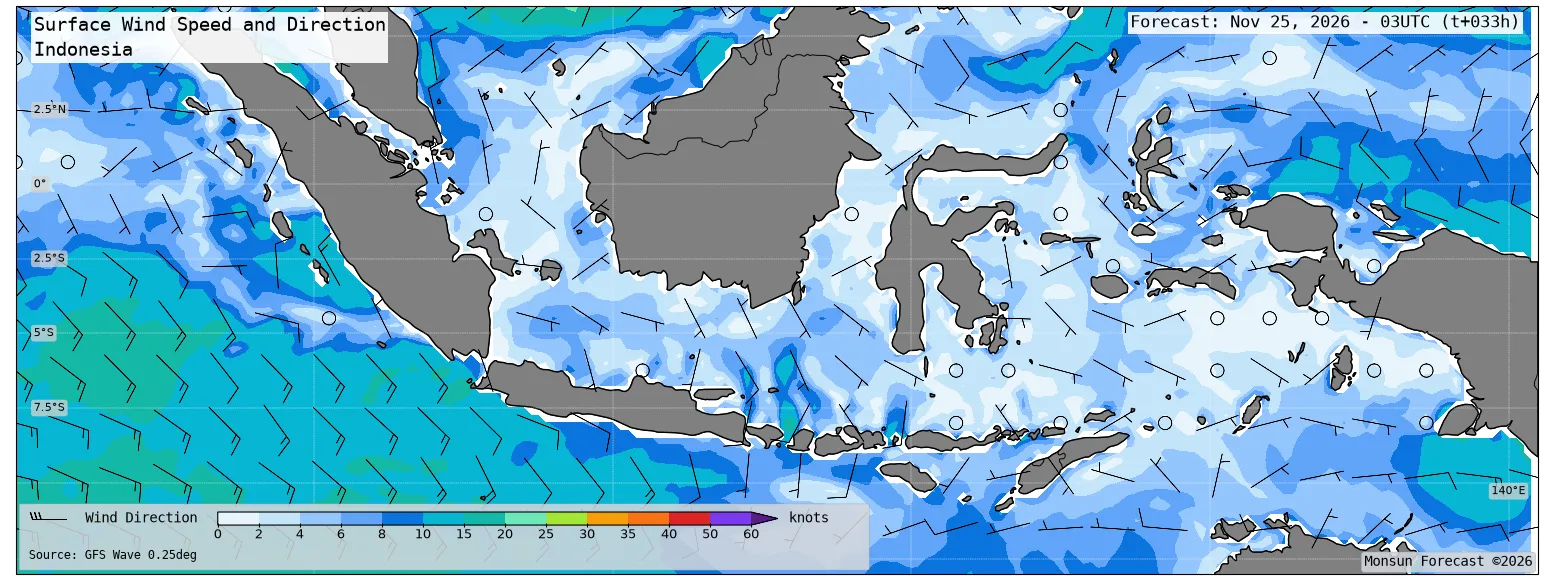 Surface Wind Speed and Direction
Indonesia
Forecast: Nov 25, 2026 - 03UTC (t+033h)
2.5°N
0°
2.5°S
5°S
7.5°S
140°E
Wind Direction
knots
0 2 4 6 8 10 15 20 25 30 35 40 50 60
Source: GFS Wave 0.25deg
Monsun Forecast ©2026